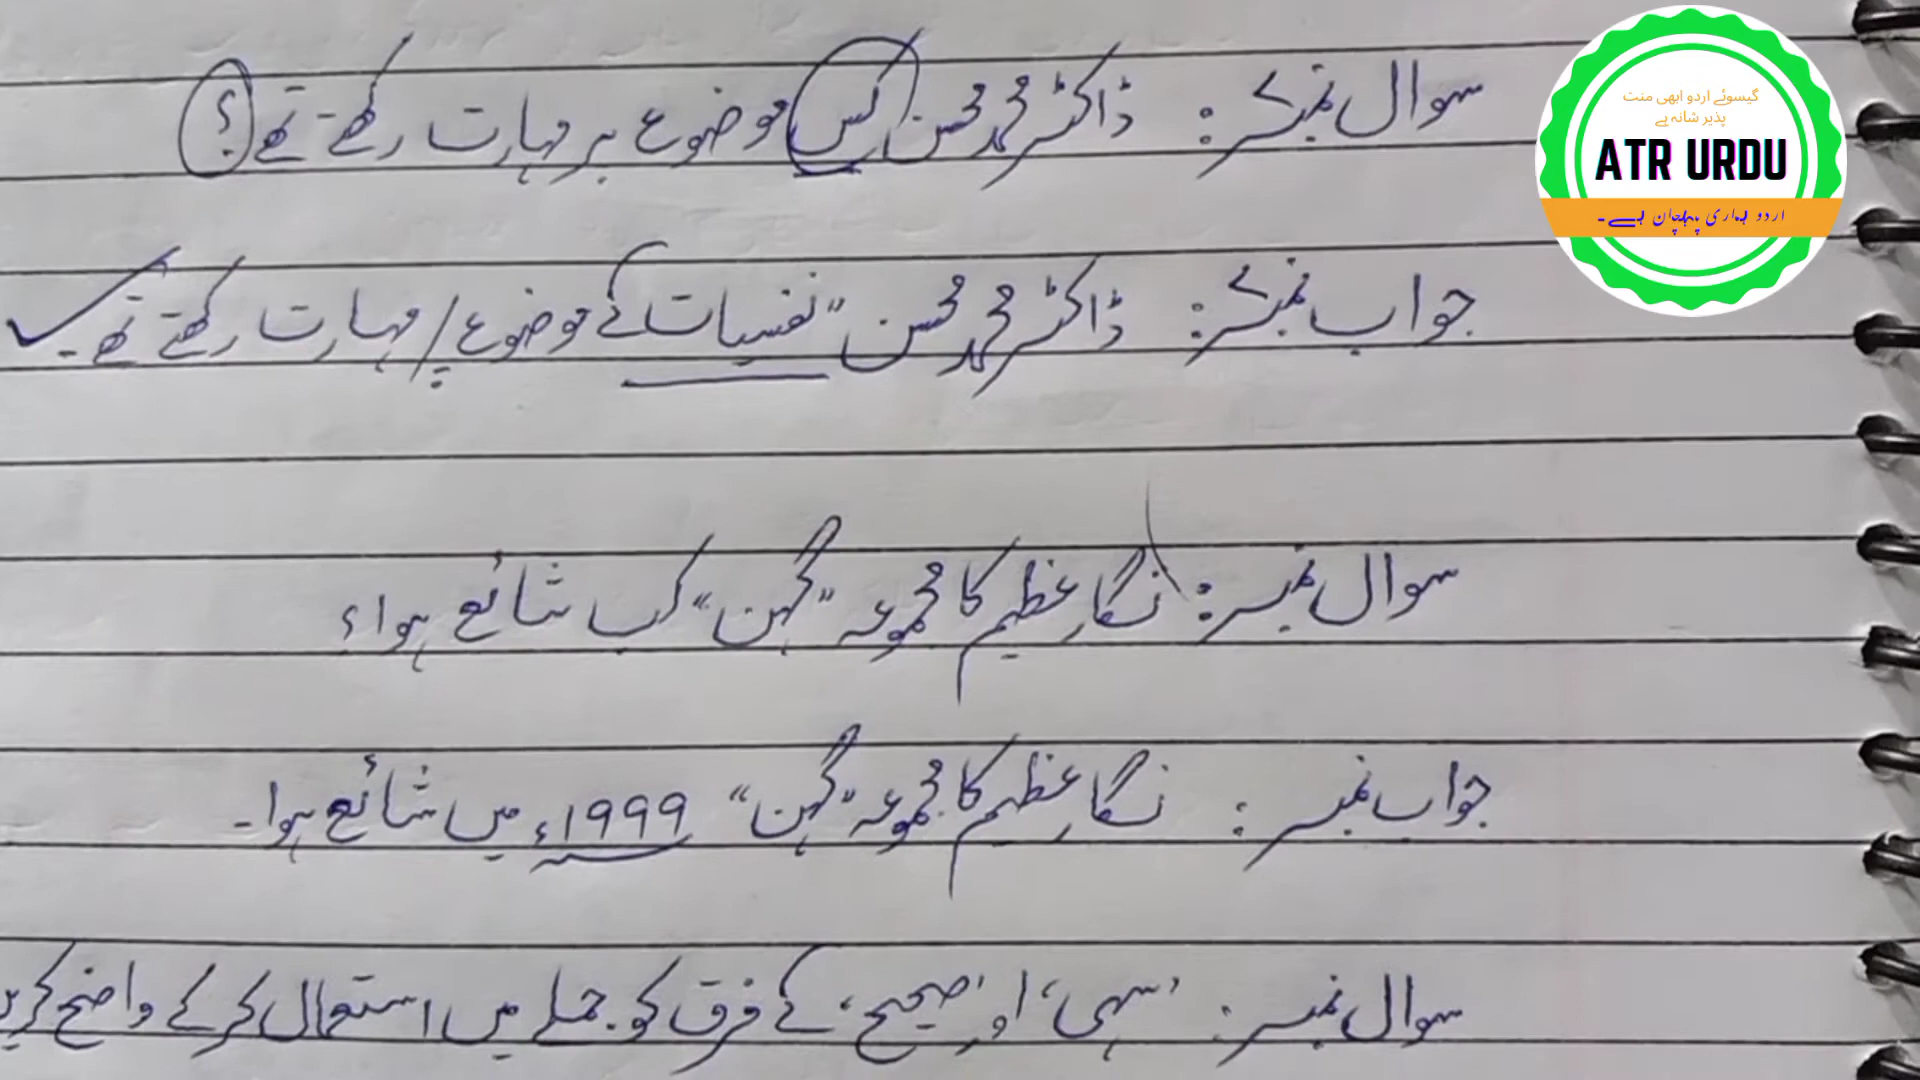 سوال نمبر: ڈاکٹر محمد محسن کس موضوع پر مہارت رکھتے تھے؟
جواب نمبر: ڈاکٹر محمد محسن "نفسیات کے موضوع پر مہارت رکھتے تھے۔
سوال نمبر: نگار عظیم کا مجموعہ "گہن" کب شائع ہوا؟
جواب نمبر: نگار عظیم کا مجموعہ "گہن" ۱۹۹۹ء میں شائع ہوا۔
سوال نمبر: 'سہی' اور 'صحیح' کے فرق کو جملے میں استعمال کر کے واضح کریں
گیسوئے اردو ابھی منت
پذیر شانہ ہے
ATR URDU
اردو ہماری پہچان ہے۔